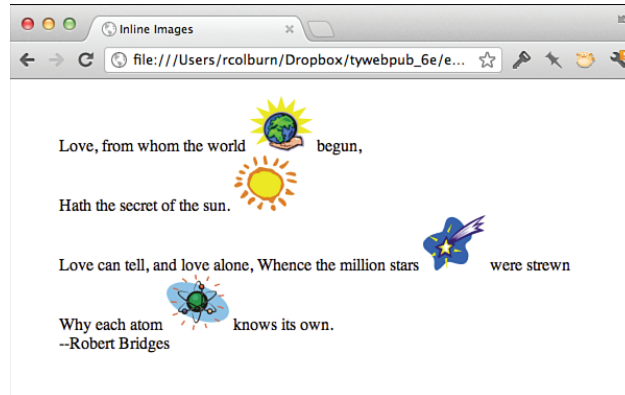 Inline Images
file:///Users/rcolburn/Dropbox/tywebpub_6e/e...
Love, from whom the world begun,
Hath the secret of the sun.
Love can tell, and love alone, Whence the million stars were strewn
Why each atom knows its own.
--Robert Bridges